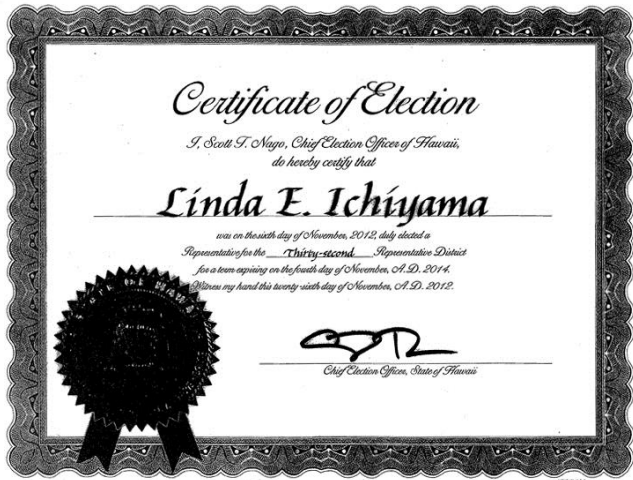 Certificate of Election
I, Scott T. Nago, Chief Election Officer of Hawaii,
do hereby certify that
Linda E. Ichiyama
was on the sixth day of November, 2012, duly elected a
Representative for the Thirty-second Representative District
for a term expiring on the fourth day of November, A.D. 2014.
Witness my hand this twenty-sixth day of November, A.D. 2012.
Chief Election Officer, State of Hawaii